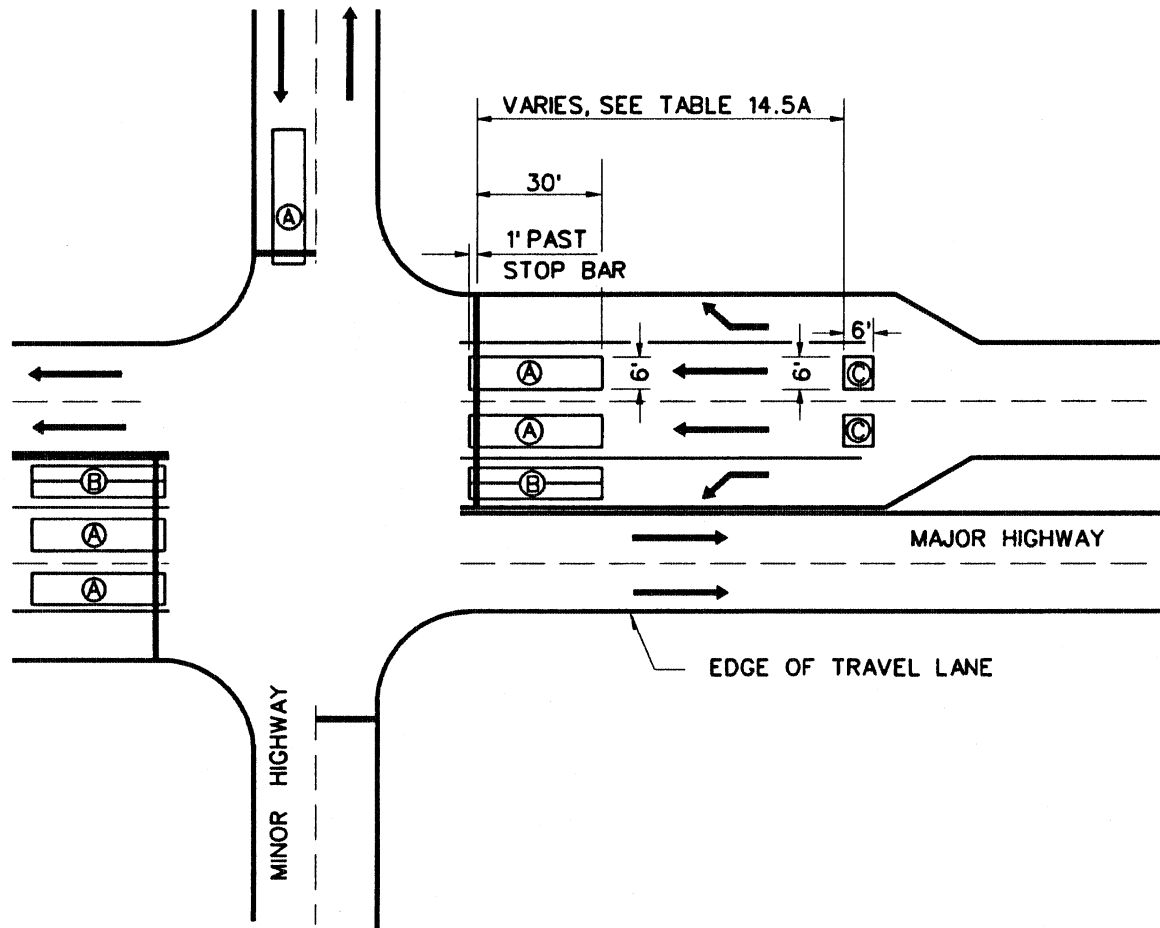 VARIES, SEE TABLE 14.5A
30'
A
1' PAST
STOP BAR
6'
A
6'
6'
C
A
C
B
B
A
MAJOR HIGHWAY
A
EDGE OF TRAVEL LANE
MINOR HIGHWAY